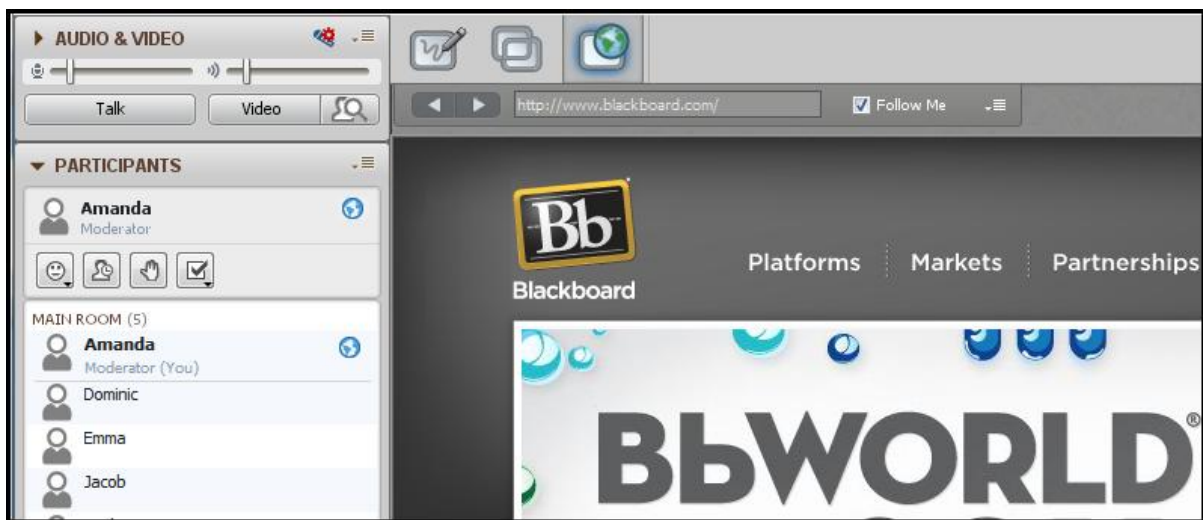 AUDIO & VIDEO
Talk
Video
PARTICIPANTS
Amanda
Moderator
MAIN ROOM (5)
Amanda
Moderator (You)
Dominic
Emma
Jacob
http://www.blackboard.com/
Follow Me
Bb
Blackboard
Platforms
Markets
Partnerships
BbWORLD®